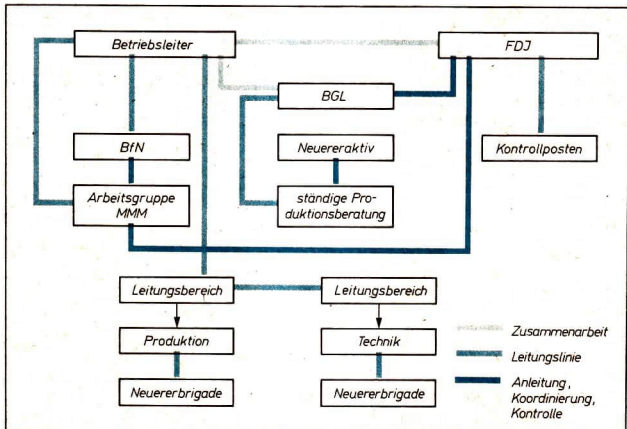 Betriebsleiter
FDJ
BGL
BfN
Neuereraktiv
Kontrollposten
Arbeitsgruppe
MMM
ständige Pro-
duktionsberatung
Leitungsbereich
Leitungsbereich
Produktion
Technik
Neuererbrigade
Neuererbrigade
Zusammenarbeit
Leitungslinie
Anleitung,
Koordinierung,
Kontrolle